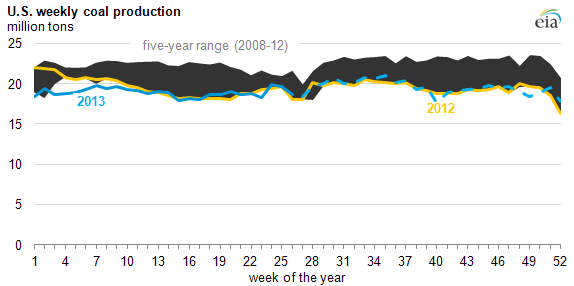 U.S. weekly coal production
million tons
eia
five-year range (2008-12)
25
20
15
10
5
0
2013
2012
1 4 7 10 13 16 19 22 25 28 31 34 37 40 43 46 49 52
week of the year